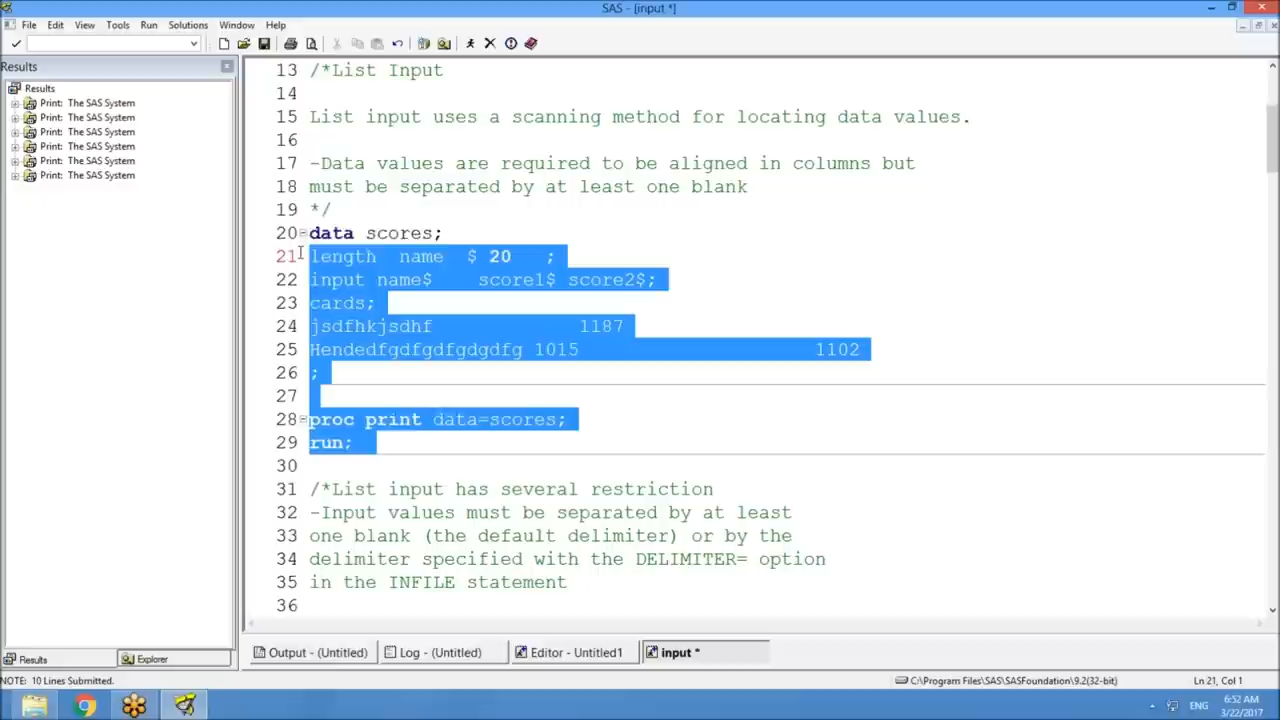 SAS - [input *]
File Edit View Tools Run Solutions Window Help
Results
Results
Print: The SAS System
Print: The SAS System
Print: The SAS System
Print: The SAS System
Print: The SAS System
Print: The SAS System
13 /*List Input
14
15 List input uses a scanning method for locating data values.
16
17 -Data values are required to be aligned in columns but
18 must be separated by at least one blank
19 */
20 data scores;
21 length name $ 20 ;
22 input name$ score1$ score2$;
23 cards;
24 jsdfhkjsdhf 1187
25 Hendedfgdfgdfgdgdfg 1015 1102
26 ;
27
28 proc print data=scores;
29 run;
30
31 /*List input has several restriction
32 -Input values must be separated by at least
33 one blank (the default delimiter) or by the
34 delimiter specified with the DELIMITER= option
35 in the INFILE statement
36
Results Explorer
Output - (Untitled) Log - (Untitled) Editor - Untitled1 input *
NOTE: 10 Lines Submitted. C:\Program Files\SAS\SASFoundation\9.2(32-bit) Ln 21, Col 1
ENG
6:52 AM
3/22/2017